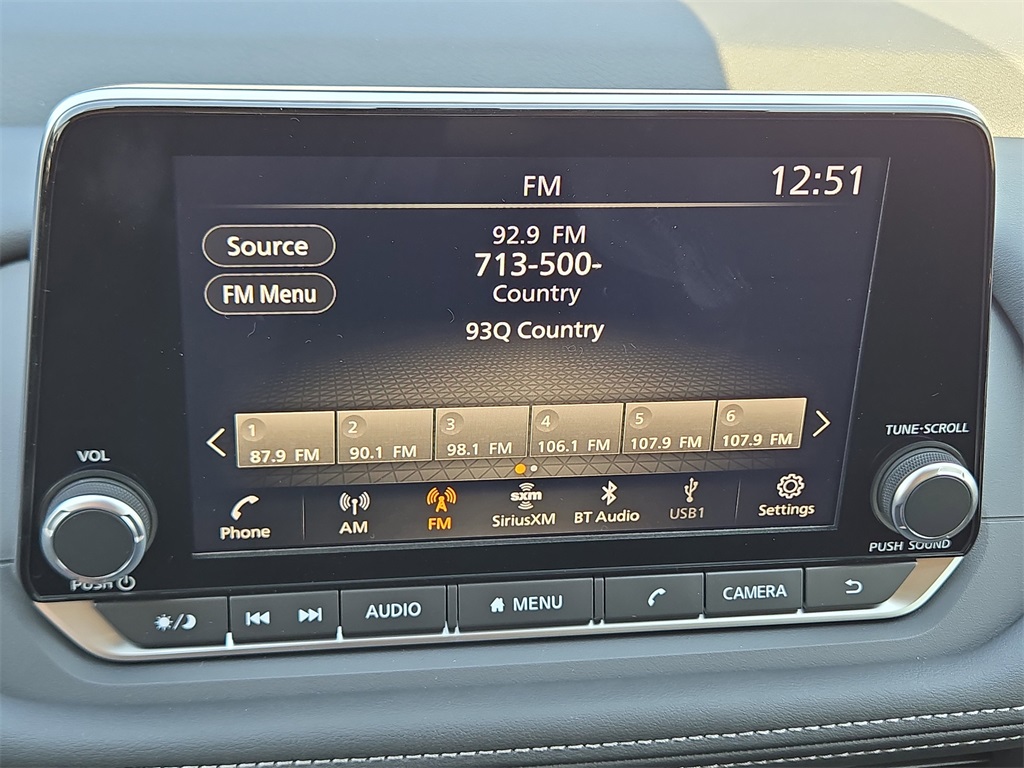 FM
12:51
Source
FM Menu
92.9 FM
713-500-
Country
93Q Country
1
87.9 FM
2
90.1 FM
3
98.1 FM
4
106.1 FM
5
107.9 FM
6
107.9 FM
VOL
PUSH
TUNE·SCROLL
PUSH SOUND
Phone
AM
FM
sxm
SiriusXM
BT Audio
USB1
Settings
AUDIO
MENU
CAMERA